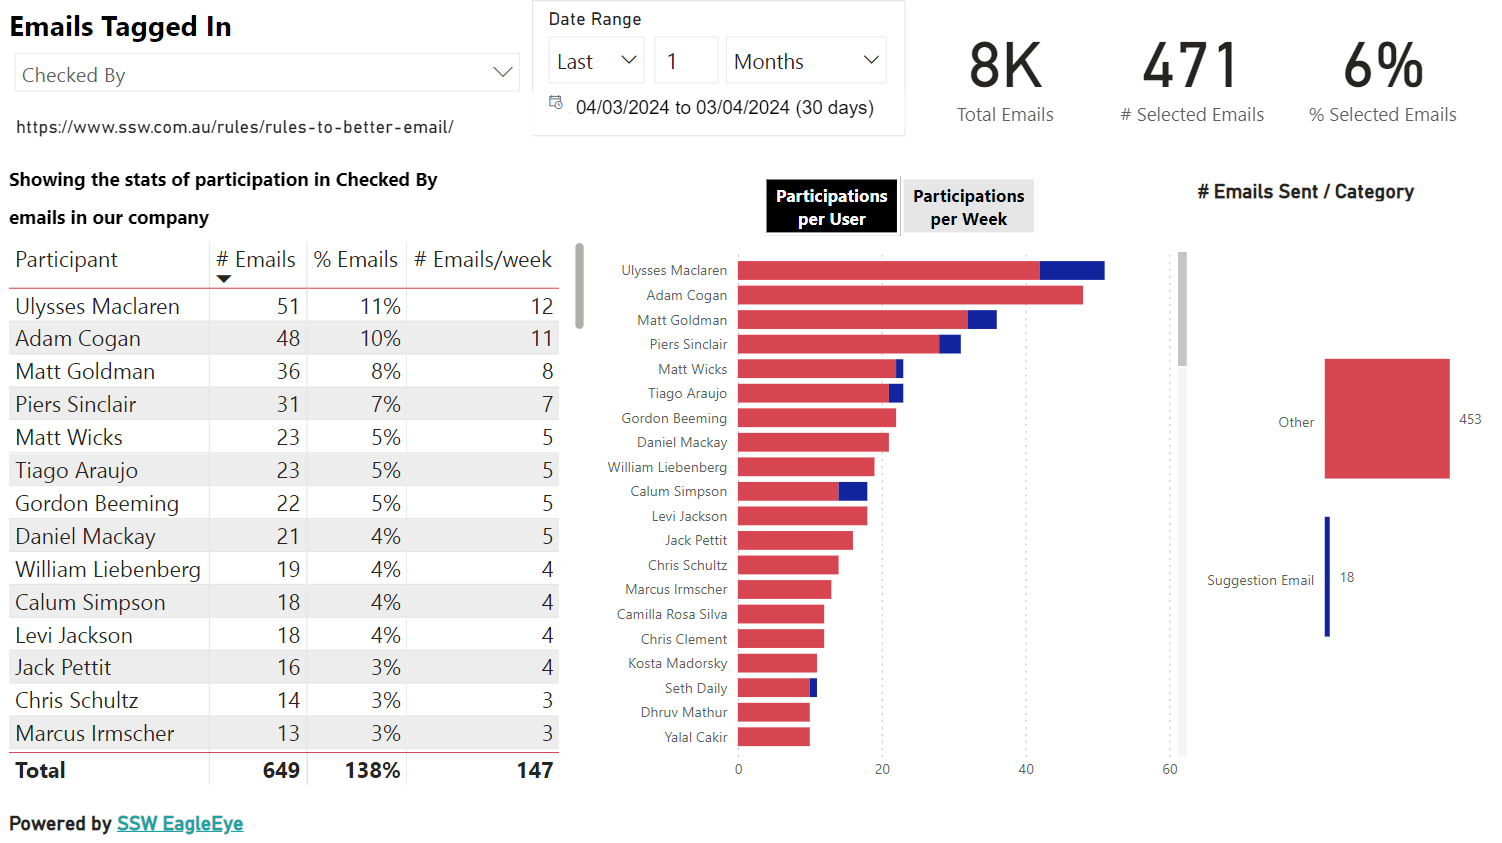 Emails Tagged In
Checked By
https://www.ssw.com.au/rules/rules-to-better-email/
Date Range
Last 1 Months
04/03/2024 to 03/04/2024 (30 days)
8K
Total Emails
471
# Selected Emails
6%
% Selected Emails
Showing the stats of participation in Checked By
emails in our company
Participant # Emails % Emails # Emails/week
Ulysses Maclaren 51 11% 12
Adam Cogan 48 10% 11
Matt Goldman 36 8% 8
Piers Sinclair 31 7% 7
Matt Wicks 23 5% 5
Tiago Araujo 23 5% 5
Gordon Beeming 22 5% 5
Daniel Mackay 21 4% 5
William Liebenberg 19 4% 4
Calum Simpson 18 4% 4
Levi Jackson 18 4% 4
Jack Pettit 16 3% 4
Chris Schultz 14 3% 3
Marcus Irmscher 13 3% 3
Total 649 138% 147
Participations
per User
Participations
per Week
Ulysses Maclaren
Adam Cogan
Matt Goldman
Piers Sinclair
Matt Wicks
Tiago Araujo
Gordon Beeming
Daniel Mackay
William Liebenberg
Calum Simpson
Levi Jackson
Jack Pettit
Chris Schultz
Marcus Irmscher
Camilla Rosa Silva
Chris Clement
Kosta Madorsky
Seth Daily
Dhruv Mathur
Yalal Cakir
0 20 40 60
# Emails Sent / Category
Other 453
Suggestion Email 18
Powered by SSW EagleEye